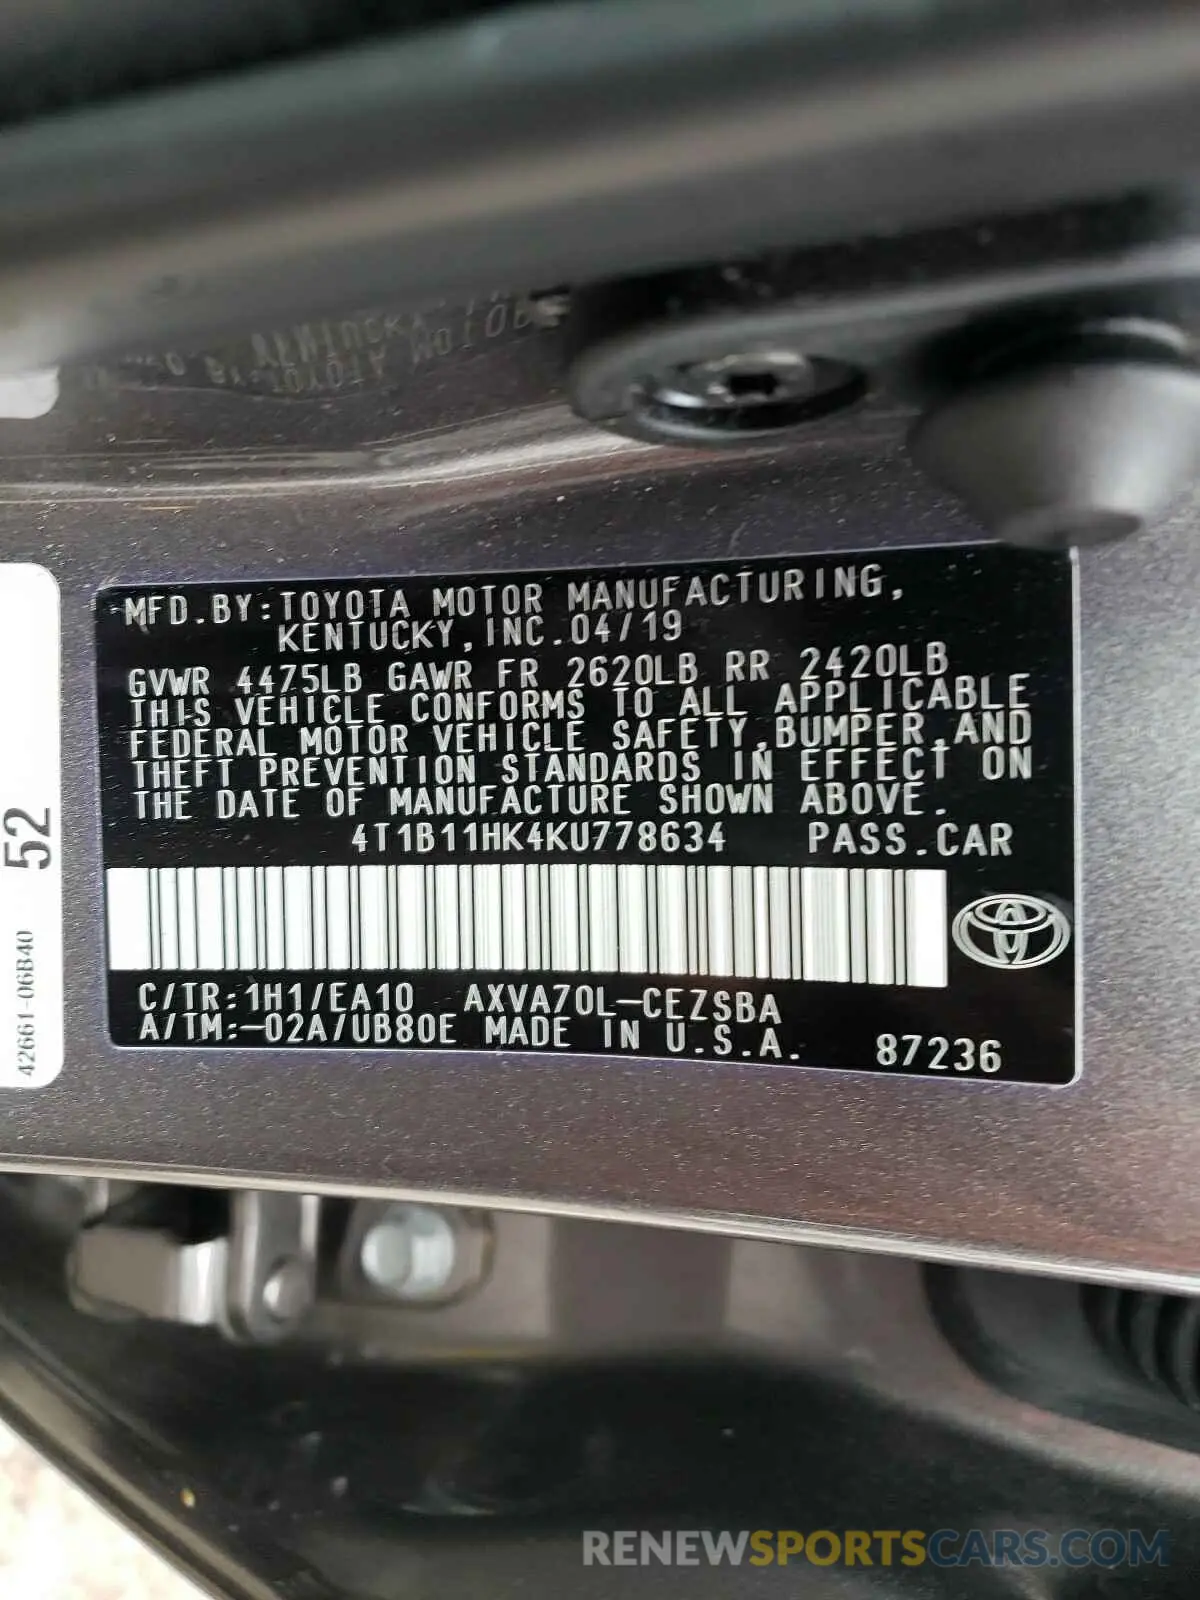 MFD.BY:TOYOTA MOTOR MANUFACTURING,
KENTUCKY,INC.04/19
GVWR 4475LB GAWR FR 2620LB RR 2420LB
THIS VEHICLE CONFORMS TO ALL APPLICABLE
FEDERAL MOTOR VEHICLE SAFETY,BUMPER,AND
THEFT PREVENTION STANDARDS IN EFFECT ON
THE DATE OF MANUFACTURE SHOWN ABOVE.
4T1B11HK4KU778634 PASS.CAR
C/TR:1H1/EA10 AXVA70L-CEZSBA
A/TM:-02A/UB80E MADE IN U.S.A. 87236
52
42661-06B40
RENEWSPORTSCARS.COM